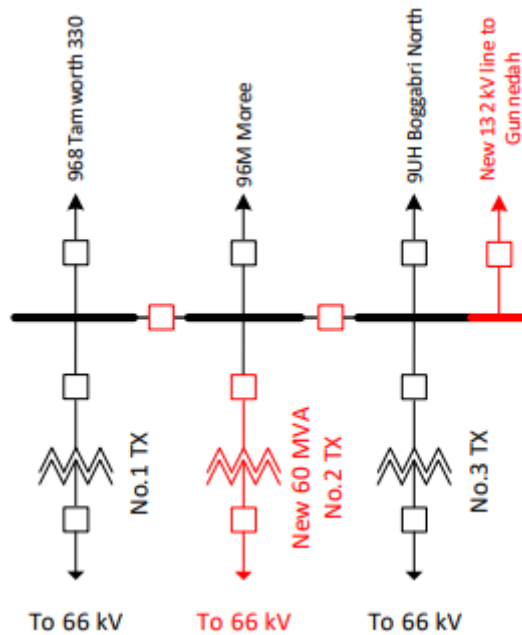 968 Tamworth 330
96M Moree
9UH Boggabri North
New 132 kV line to
Gunnedah
No.1 TX
New 60 MVA
No.2 TX
No.3 TX
To 66 kV
To 66 kV
To 66 kV